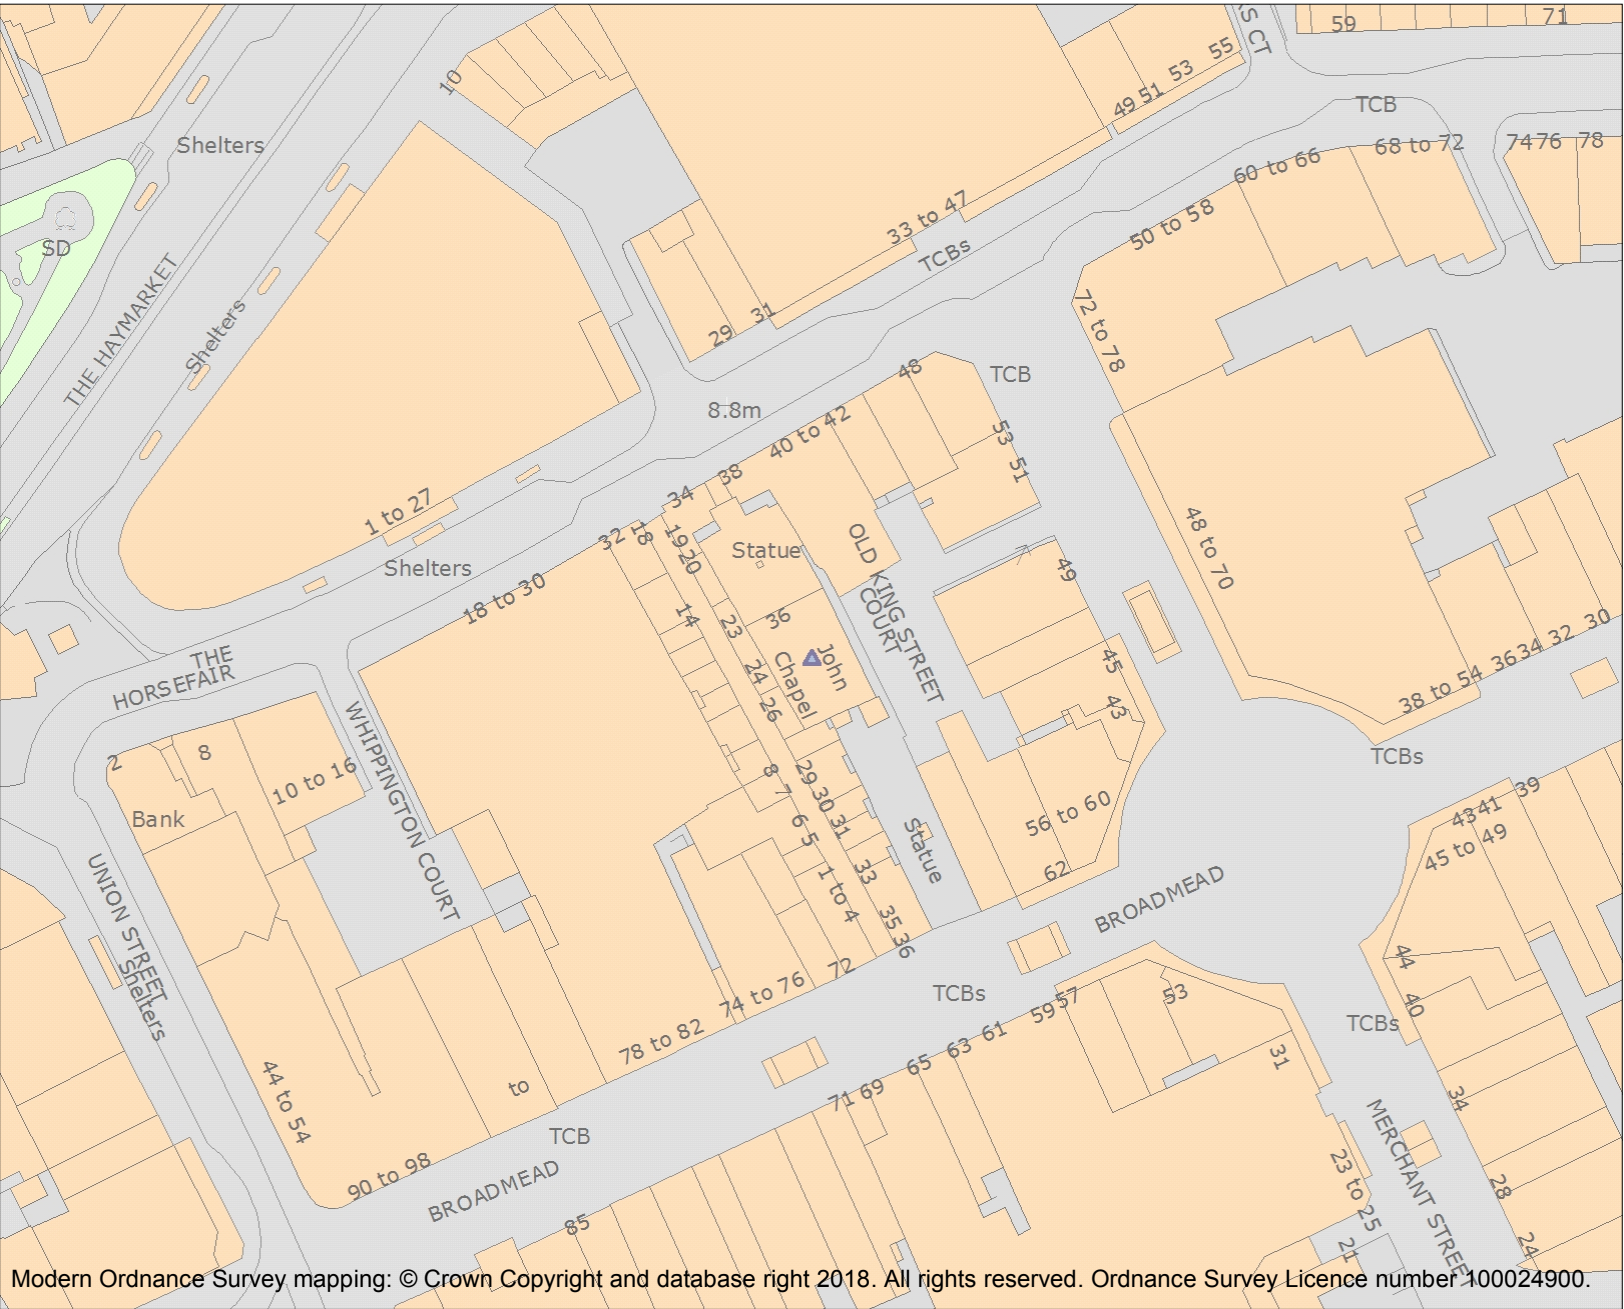 59
71
55
53
49 51
10
Shelters
TCB
60 to 66
68 to 72
74 76
78
SD
33 to 47
TCBs
50 to 58
THE HAYMARKET
Shelters
29
31
72 to 78
8.8m
48
TCB
40 to 42
53
51
38
34
1 to 27
32
18
19 20
Statue
OLD KING STREET
COURT
49
48 to 70
Shelters
18 to 30
14
23
36
John
Chapel
24
26
45
43
30
32
34
36
38 to 54
THE
HORSEFAIR
WHIPPINGTON COURT
2
8
10 to 16
Bank
TCBs
8
7
6
5
29 30
31
33
1 to 4
35 36
Statue
56 to 60
62
39
43 41
45 to 49
UNION STREET
Shelters
BROADMEAD
44
40
72
74 to 76
78 to 82
TCBs
TCBs
53
57
59
61
63
65
69
71
31
to
44 to 54
TCB
90 to 98
BROADMEAD
85
34
MERCHANT STREET
23 to 25
21
28
24
Modern Ordnance Survey mapping: © Crown Copyright and database right 2018. All rights reserved. Ordnance Survey Licence number 100024900.